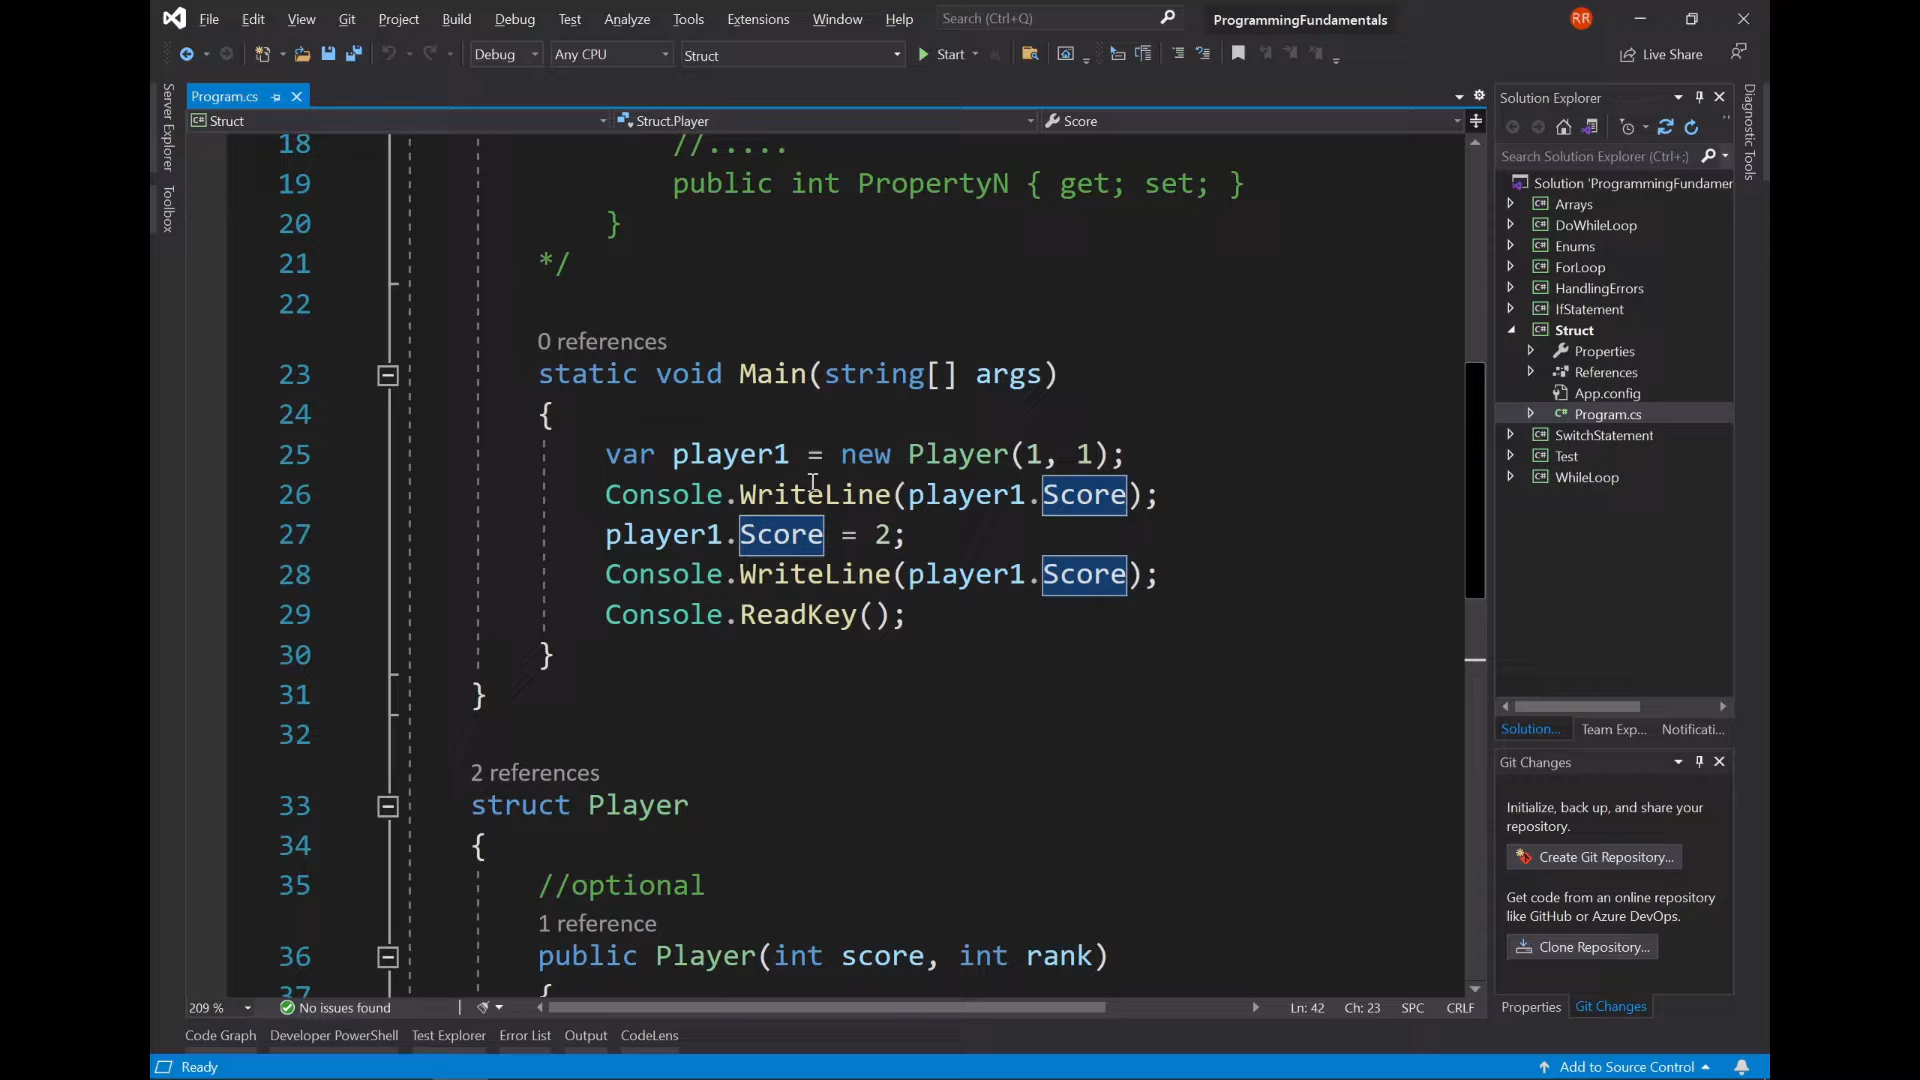 File Edit View Git Project Build Debug Test Analyze Tools Extensions Window Help Search (Ctrl+Q) ProgrammingFundamentals RR
Debug Any CPU Struct Start Live Share
Program.cs
Struct Struct.Player Score
Server Explorer
Toolbox
18 //.....
19 public int PropertyN { get; set; }
20 }
21 */
22
0 references
23 static void Main(string[] args)
24 {
25 var player1 = new Player(1, 1);
26 Console.WriteLine(player1.Score);
27 player1.Score = 2;
28 Console.WriteLine(player1.Score);
29 Console.ReadKey();
30 }
31 }
32
2 references
33 struct Player
34 {
35 //optional
1 reference
36 public Player(int score, int rank)
37 {
209 % No issues found Ln: 42 Ch: 23 SPC CRLF
Solution Explorer
Search Solution Explorer (Ctrl+;)
Solution 'ProgrammingFundamer
C# Arrays
C# DoWhileLoop
C# Enums
C# ForLoop
C# HandlingErrors
C# IfStatement
C# Struct
Properties
References
App.config
C# Program.cs
C# SwitchStatement
C# Test
C# WhileLoop
Solution... Team Exp... Notificati...
Diagnostic Tools
Git Changes
Initialize, back up, and share your
repository.
Create Git Repository...
Get code from an online repository
like GitHub or Azure DevOps.
Clone Repository...
Properties Git Changes
Code Graph Developer PowerShell Test Explorer Error List Output CodeLens
Ready Add to Source Control